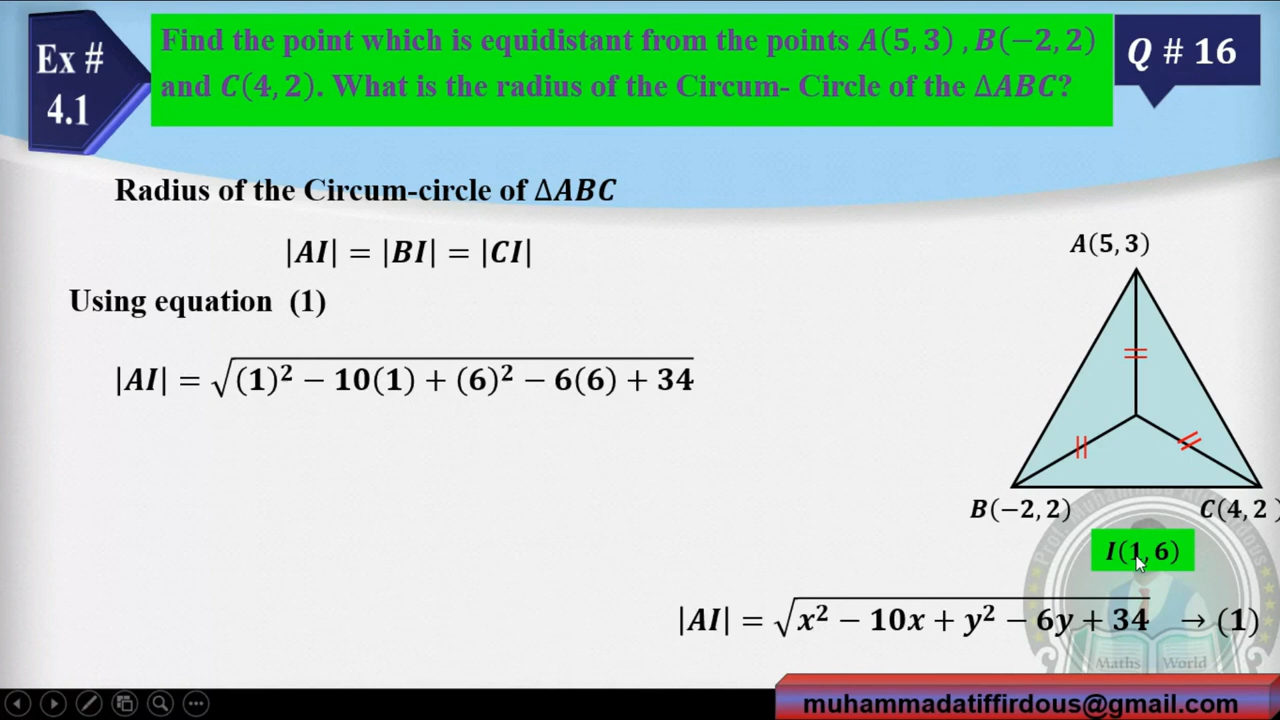 Ex #
4.1
Find the point which is equidistant from the points A(5,3) , B(−2,2)
and C(4,2). What is the radius of the Circum- Circle of the ΔABC?
Q # 16
Radius of the Circum-circle of ΔABC
|AI| = |BI| = |CI|
Using equation (1)
|AI| = √(1)² − 10(1) + (6)² − 6(6) + 34
A(5,3)
B(−2,2)
C(4,2 )
I(1,6)
|AI| = √x² − 10x + y² − 6y + 34 → (1)
Maths World
muhammadatiffirdous@gmail.com